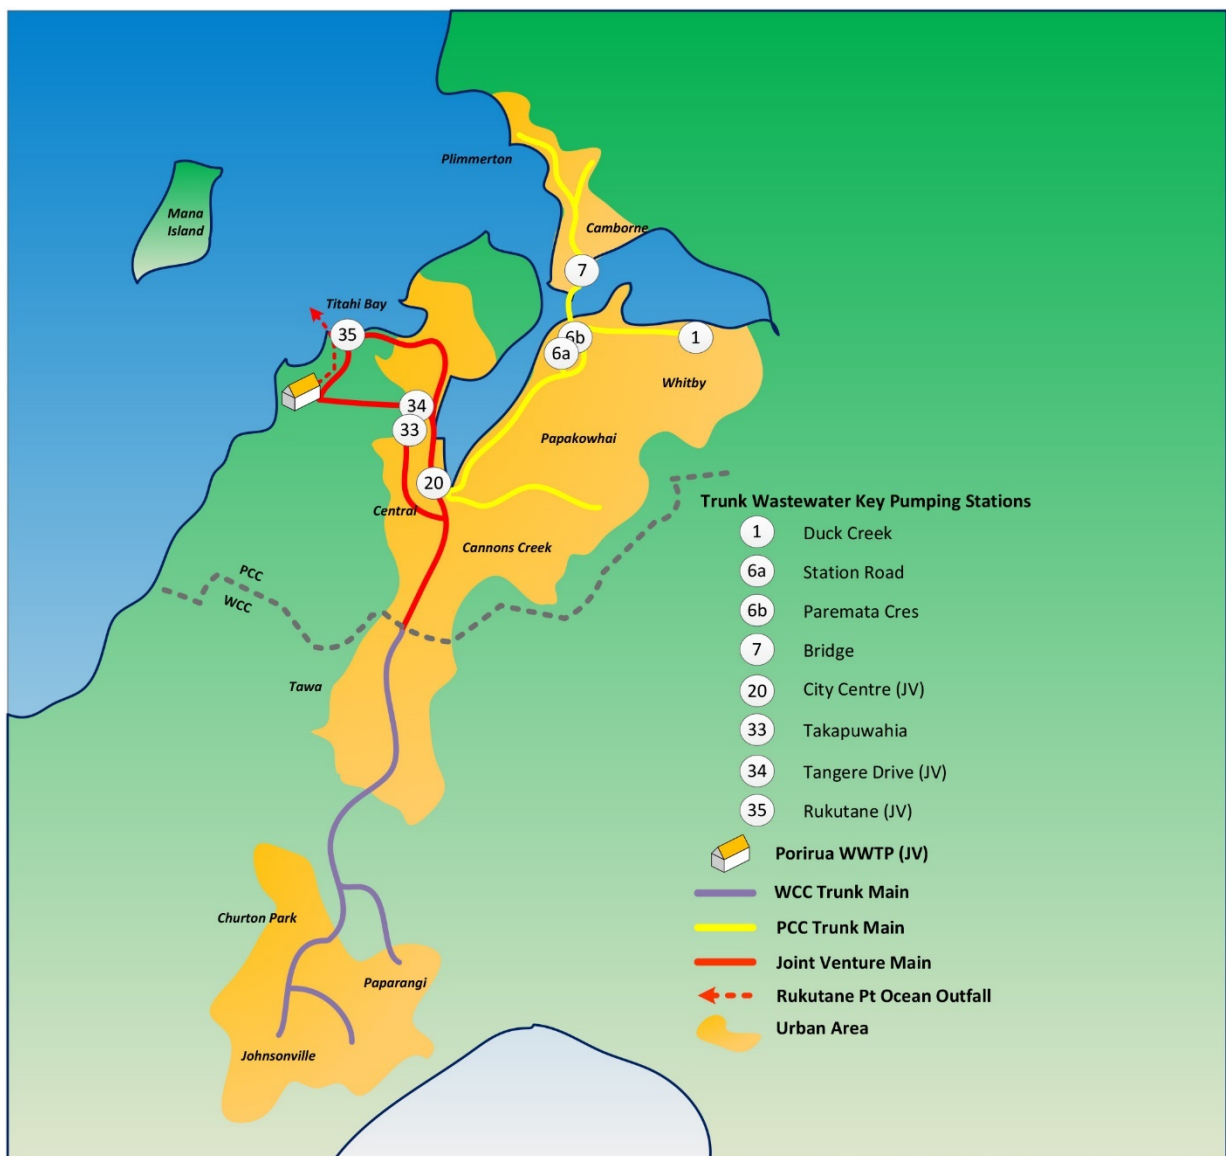 Plimmerton
Mana
Island
Camborne
7
Titahi Bay
35
6b
1
6a
Whitby
34
33
Papakowhai
20
Central
Cannons Creek
PCC
WCC
Tawa
Churton Park
Paparangi
Johnsonville
Trunk Wastewater Key Pumping Stations
1 Duck Creek
6a Station Road
6b Paremata Cres
7 Bridge
20 City Centre (JV)
33 Takapuwahia
34 Tangere Drive (JV)
35 Rukutane (JV)
Porirua WWTP (JV)
WCC Trunk Main
PCC Trunk Main
Joint Venture Main
Rukutane Pt Ocean Outfall
Urban Area